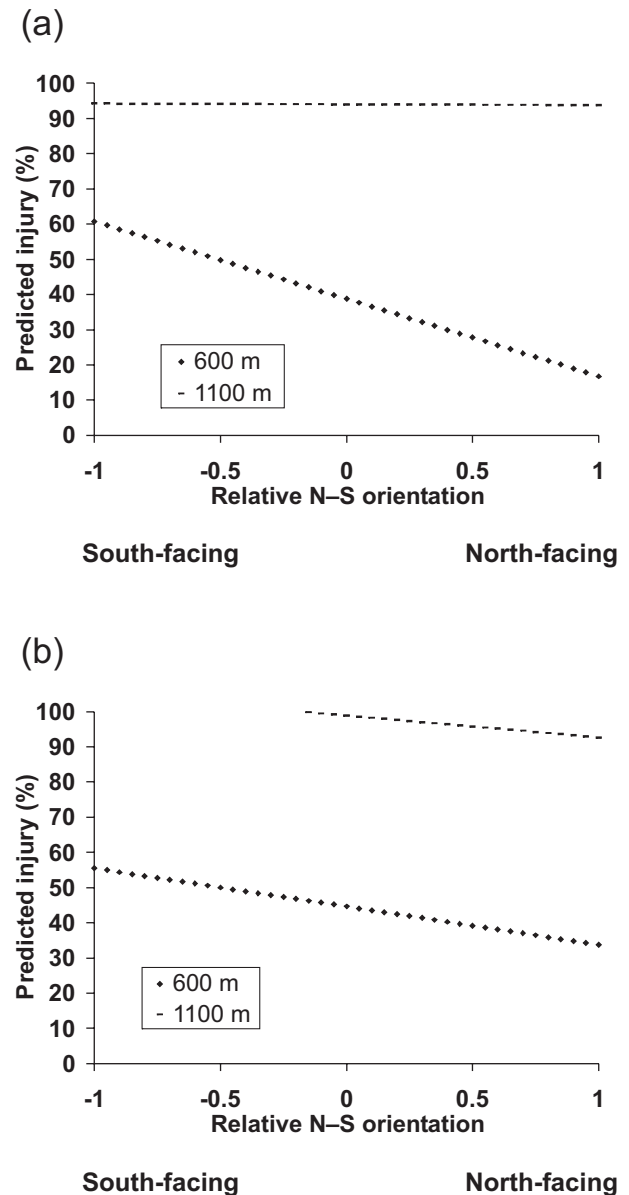 (a)
100
90
80
70
60
50
40
30
20
10
0
Predicted injury (%)
600 m
1100 m
-1 -0.5 0 0.5 1
Relative N–S orientation
South-facing North-facing
(b)
100
90
80
70
60
50
40
30
20
10
0
Predicted injury (%)
600 m
1100 m
-1 -0.5 0 0.5 1
Relative N–S orientation
South-facing North-facing